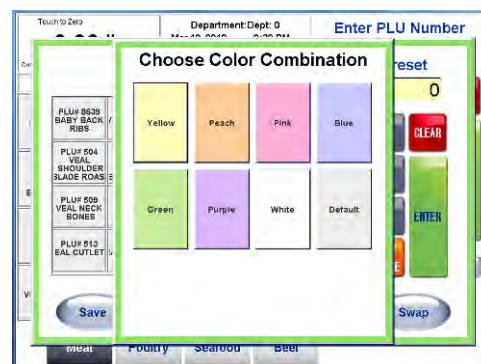 Touch to Zero
Department:Dept: 0
Enter PLU Number
Choose Color Combination
reset
0
PLU# 8639
BABY BACK
RIBS
Yellow
Peach
Pink
Blue
CLEAR
PLU# 504
VEAL
SHOULDER
BLADE ROAS
PLU# 509
VEAL NECK
BONES
Green
Purple
White
Default
ENTER
PLU# 513
EAL CUTLET
Save
Swap
Meat
Poultry
Seafood
Beef